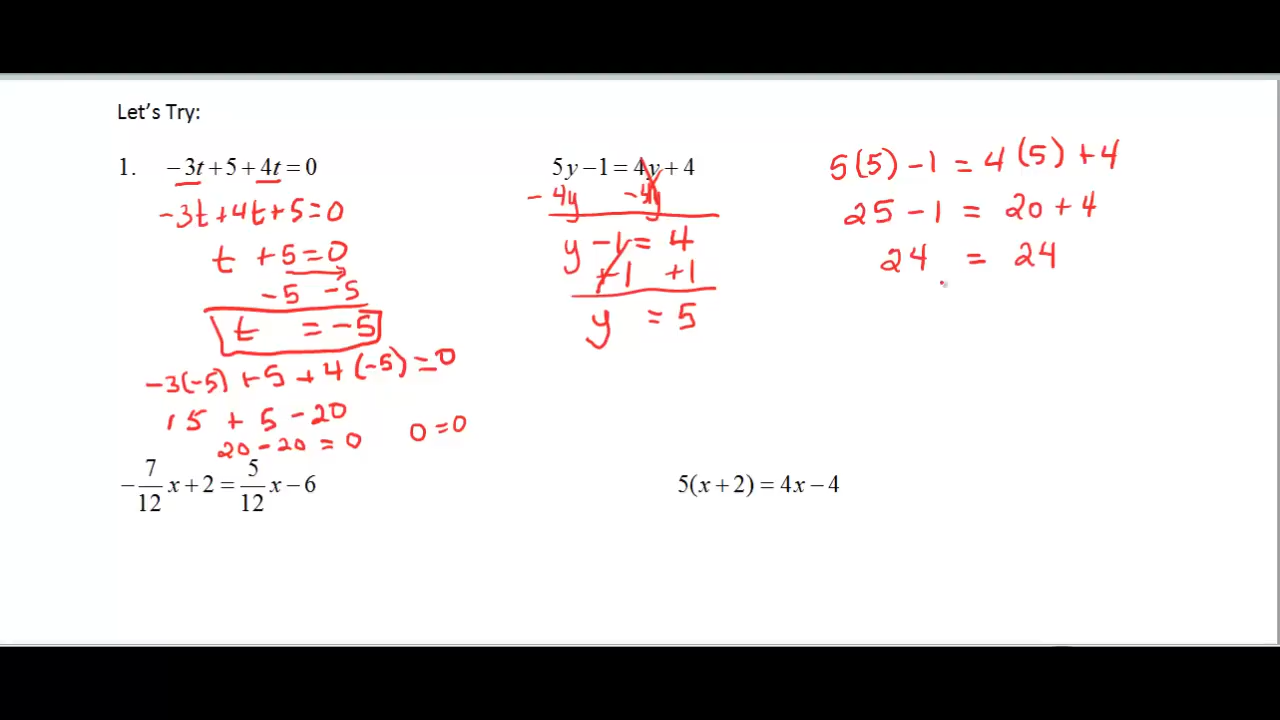 Let's Try:
1. -3t + 5 + 4t = 0
-3t + 4t + 5 = 0
t + 5 = 0
-5 -5
t = -5
-3(-5) + 5 + 4(-5) = 0
15 + 5 - 20
20 - 20 = 0
0 = 0
5y - 1 = 4y + 4
-4y -4y
y - 1 = 4
+1 +1
y = 5
5(5) - 1 = 4(5) + 4
25 - 1 = 20 + 4
24 = 24
-7/12 x + 2 = 5/12 x - 6
5(x + 2) = 4x - 4